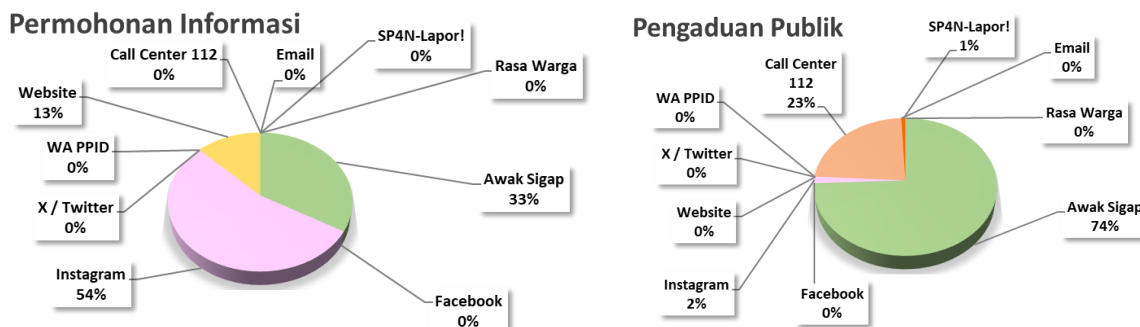 Permohonan Informasi
Call Center 112
0%
Email
0%
SP4N-Lapor!
0%
Rasa Warga
0%
Website
13%
WA PPID
0%
X / Twitter
0%
Awak Sigap
33%
Instagram
54%
Facebook
0%
Pengaduan Publik
SP4N-Lapor!
1%
Email
0%
Call Center
112
23%
WA PPID
0%
Rasa Warga
0%
X / Twitter
0%
Website
0%
Awak Sigap
74%
Instagram
2%
Facebook
0%